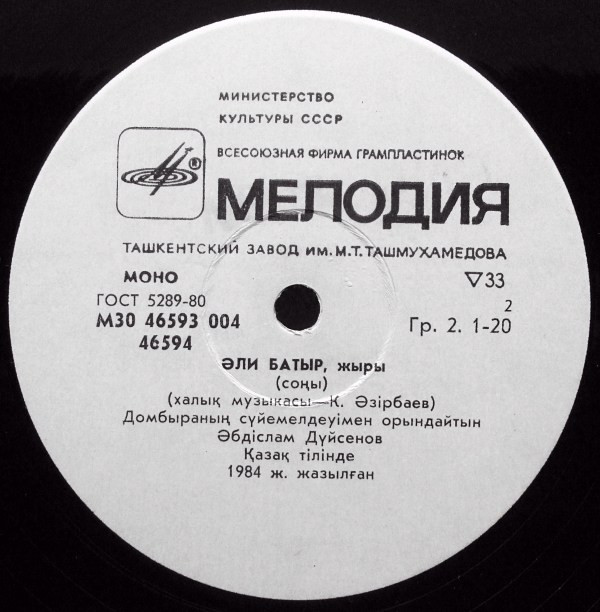 МИНИСТЕРСТВО
КУЛЬТУРЫ СССР
ВСЕСОЮЗНАЯ ФИРМА ГРАМПЛАСТИНОК
®
МЕЛОДИЯ
ТАШКЕНТСКИЙ ЗАВОД ИМ. М.Т. ТАШМУХАМЕДОВА
МОНО
▽33
ГОСТ 5289-80
2
М30 46593 004
Гр. 2. 1-20
46594
ӘЛИ БАТЫР, жыры
(соңы)
(халық музыкасы—К. Әзірбаев)
Домбыраның сүйемелдеуімен орындайтын
Әбдіслам Дүйсенов
Қазақ тілінде
1984 ж. жазылған